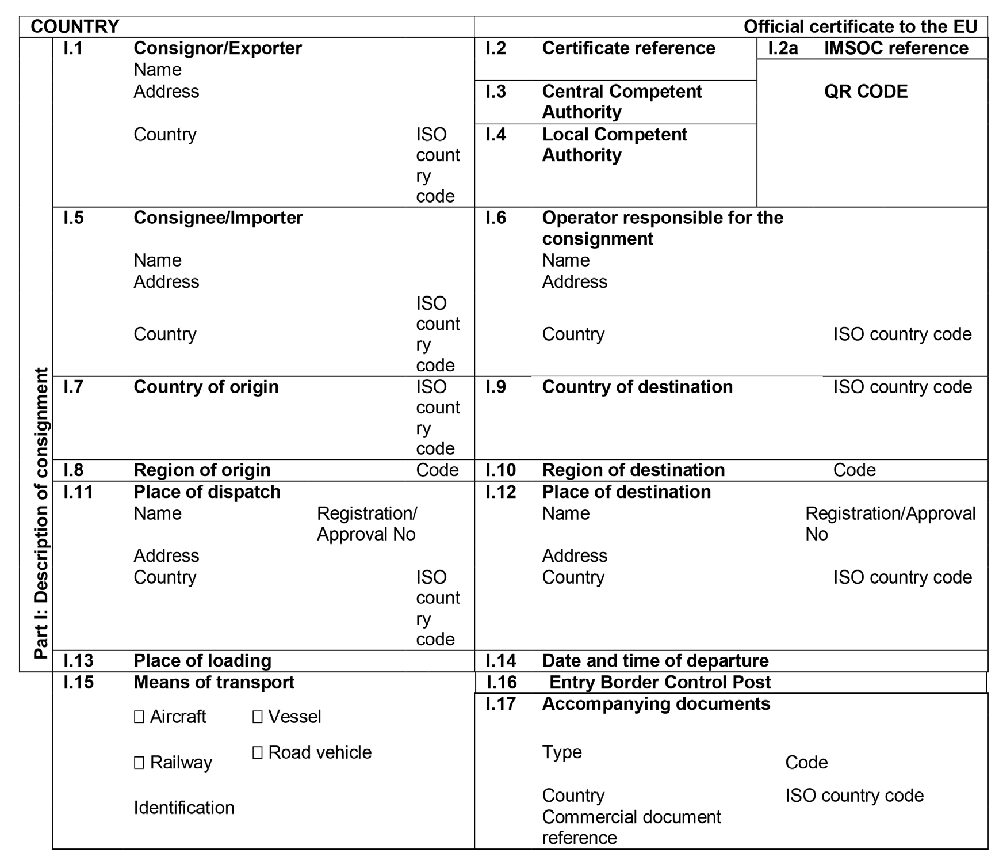 COUNTRY
Official certificate to the EU
Part I: Description of consignment
I.1 Consignor/Exporter
Name
Address
Country
ISO
count
ry
code
I.2 Certificate reference
I.2a IMSOC reference
QR CODE
I.3 Central Competent
Authority
I.4 Local Competent
Authority
I.5 Consignee/Importer
Name
Address
Country
ISO
count
ry
code
I.6 Operator responsible for the
consignment
Name
Address
Country ISO country code
I.7 Country of origin
ISO
count
ry
code
I.9 Country of destination ISO country code
I.8 Region of origin Code
I.10 Region of destination Code
I.11 Place of dispatch
Name
Registration/
Approval No
Address
Country
ISO
count
ry
code
I.12 Place of destination
Name
Registration/Approval
No
Address
Country ISO country code
I.13 Place of loading
I.14 Date and time of departure
I.15 Means of transport
Aircraft Vessel
Railway Road vehicle
Identification
I.16 Entry Border Control Post
I.17 Accompanying documents
Type
Code
Country ISO country code
Commercial document
reference